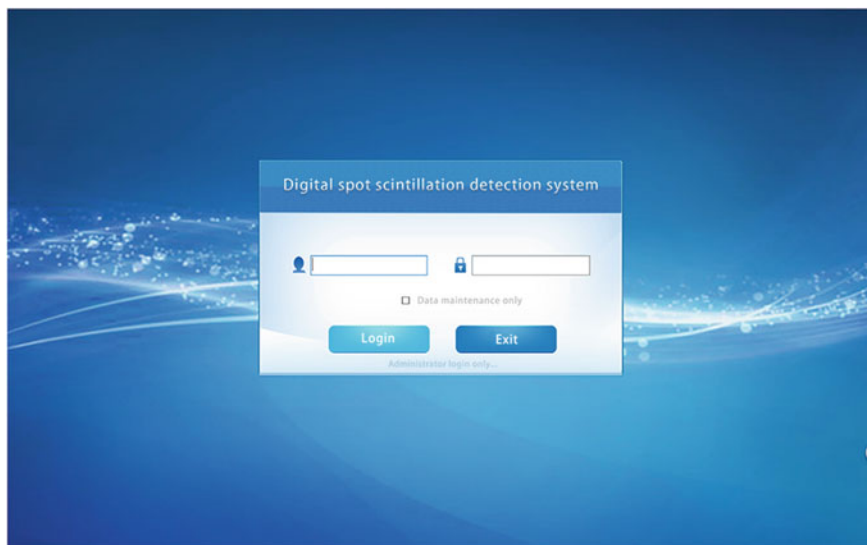 Digital spot scintillation detection system
Data maintenance only
Login Exit
Administrator login only...